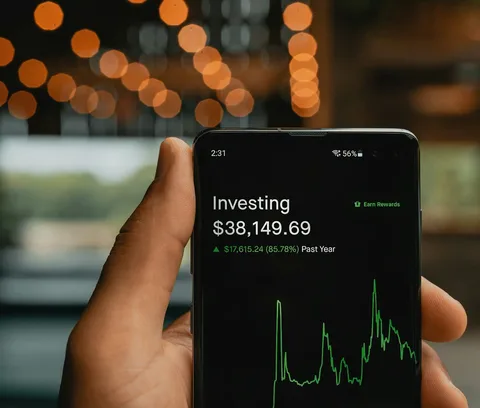 2:31 56%
Investing
Earn Rewards
$38,149.69
▲ $17,615.24 (85.78%) Past Year